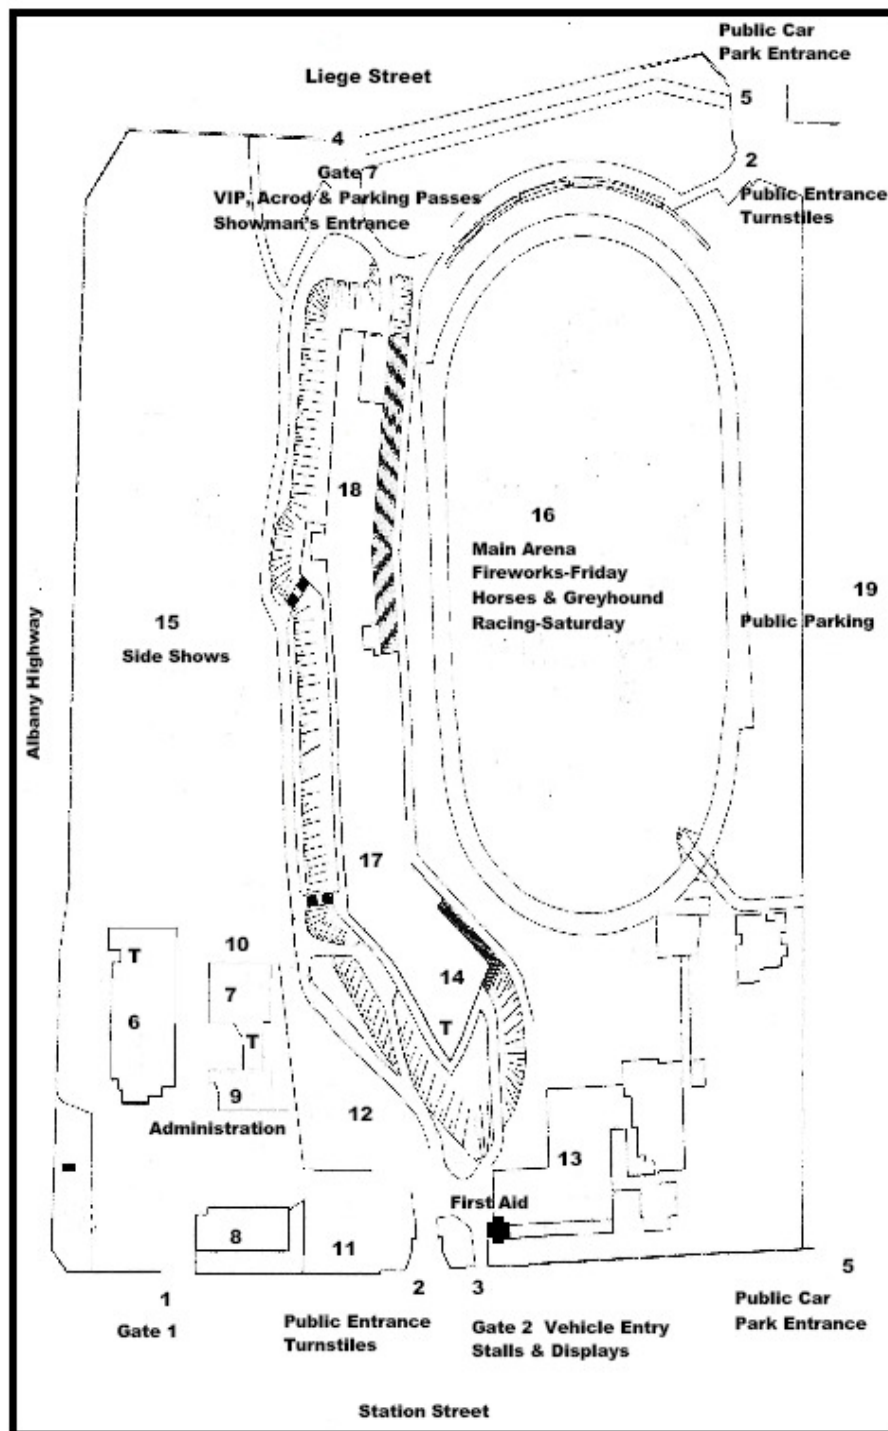 Public Car
Park Entrance
Liege Street
5
4
2
Gate 7
VIP, Acrod & Parking Passes
Showman's Entrance
Public Entrance
Turnstiles
18
16
Main Arena
Fireworks-Friday
Horses & Greyhound
Racing-Saturday
19
Public Parking
15
Side Shows
Albany Highway
17
10
T
7
14
6
T
T
9
Administration
12
13
First Aid
8
11
1
Gate 1
2
3
5
Public Entrance
Turnstiles
Gate 2 Vehicle Entry
Stalls & Displays
Public Car
Park Entrance
Station Street